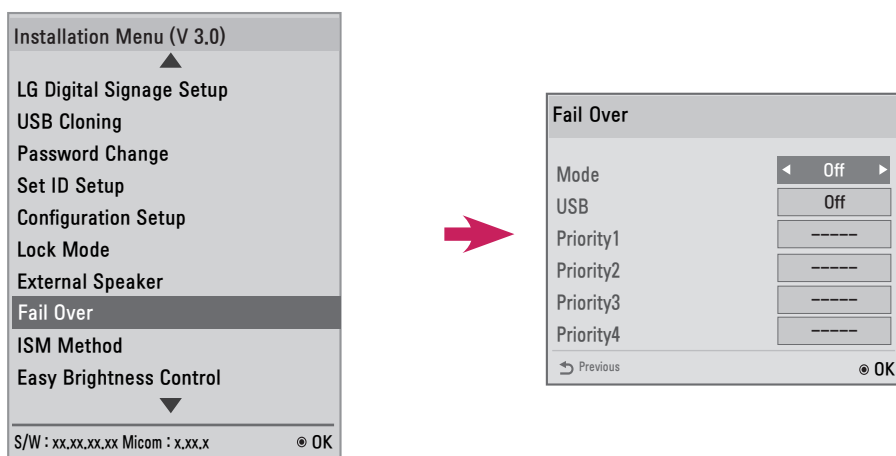 Installation Menu (V 3.0)
LG Digital Signage Setup
USB Cloning
Password Change
Set ID Setup
Configuration Setup
Lock Mode
External Speaker
Fail Over
ISM Method
Easy Brightness Control
S/W : xx.xx.xx.xx Micom : x.xx.x ◉ OK
Fail Over
Mode ◀ Off ▶
USB Off
Priority1 -----
Priority2 -----
Priority3 -----
Priority4 -----
Previous ◉ OK